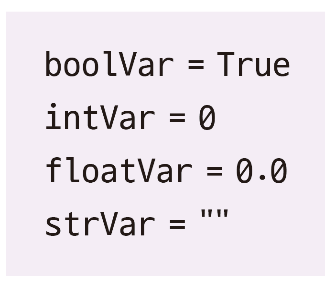 boolVar = True
intVar = 0
floatVar = 0.0
strVar = ""